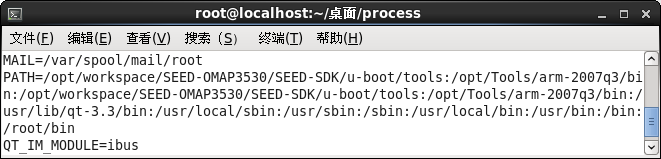 root@localhost:~/桌面/process
文件(F) 编辑(E) 查看(V) 搜索 (S) 终端(T) 帮助(H)
MAIL=/var/spool/mail/root
PATH=/opt/workspace/SEED-OMAP3530/SEED-SDK/u-boot/tools:/opt/Tools/arm-2007q3/bi
n:/opt/workspace/SEED-OMAP3530/SEED-SDK/u-boot/tools:/opt/Tools/arm-2007q3/bin:/
usr/lib/qt-3.3/bin:/usr/local/sbin:/usr/sbin:/sbin:/usr/local/bin:/usr/bin:/bin:
/root/bin
QT_IM_MODULE=ibus